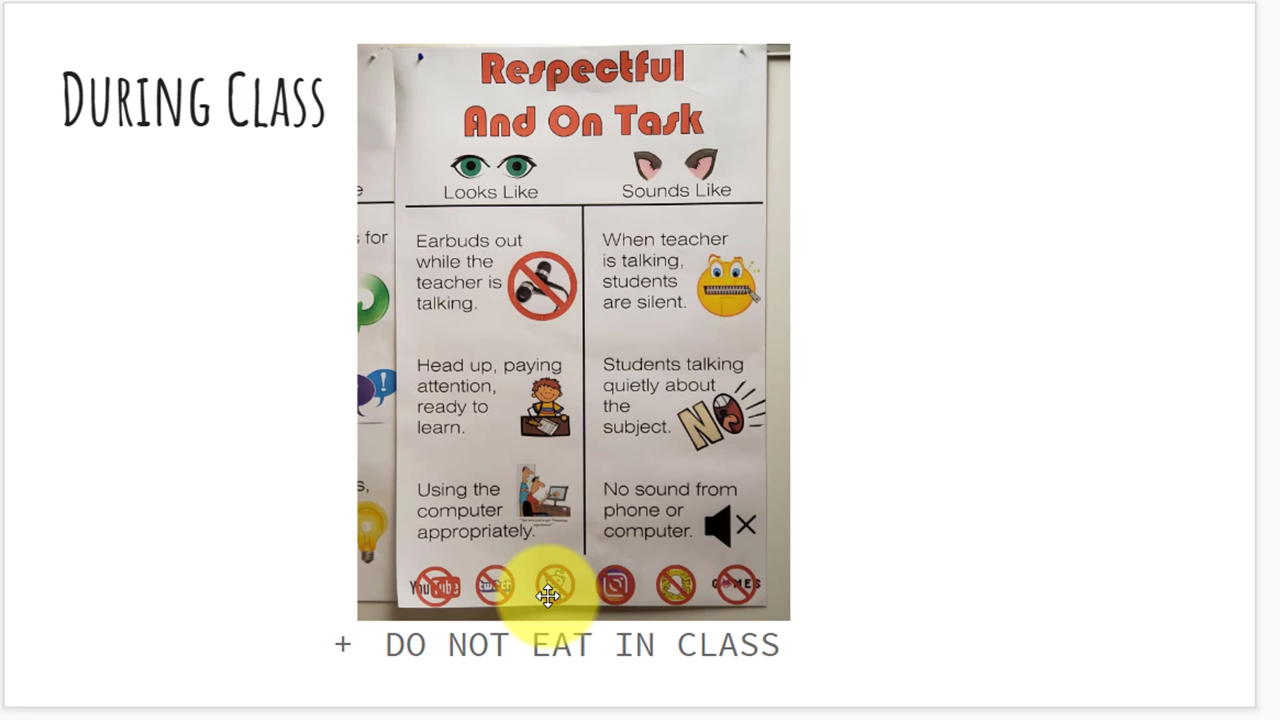 DURING CLASS
Respectful
And On Task
Looks Like
Sounds Like
Earbuds out
while the
teacher is
talking.
When teacher
is talking,
students
are silent.
Head up, paying
attention,
ready to
learn.
Students talking
quietly about
the
subject.
NO
Using the
computer
appropriately.
No sound from
phone or
computer.
for
s,
YouTube
GAMES
+ DO NOT EAT IN CLASS